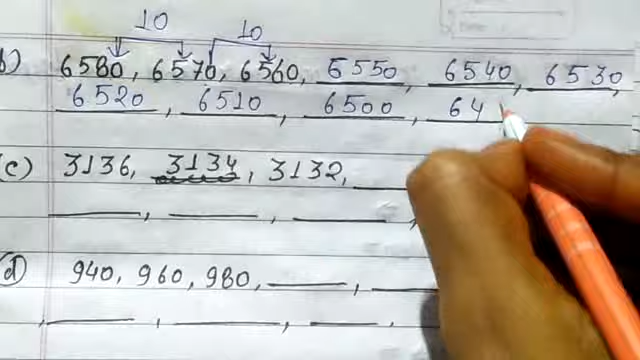 10 10
b) 6580, 6570, 6560, 6550, 6540, 6530,
6520, 6510, 6500, 64
(c) 3136, 3134, 3132,
(d) 940, 960, 980,